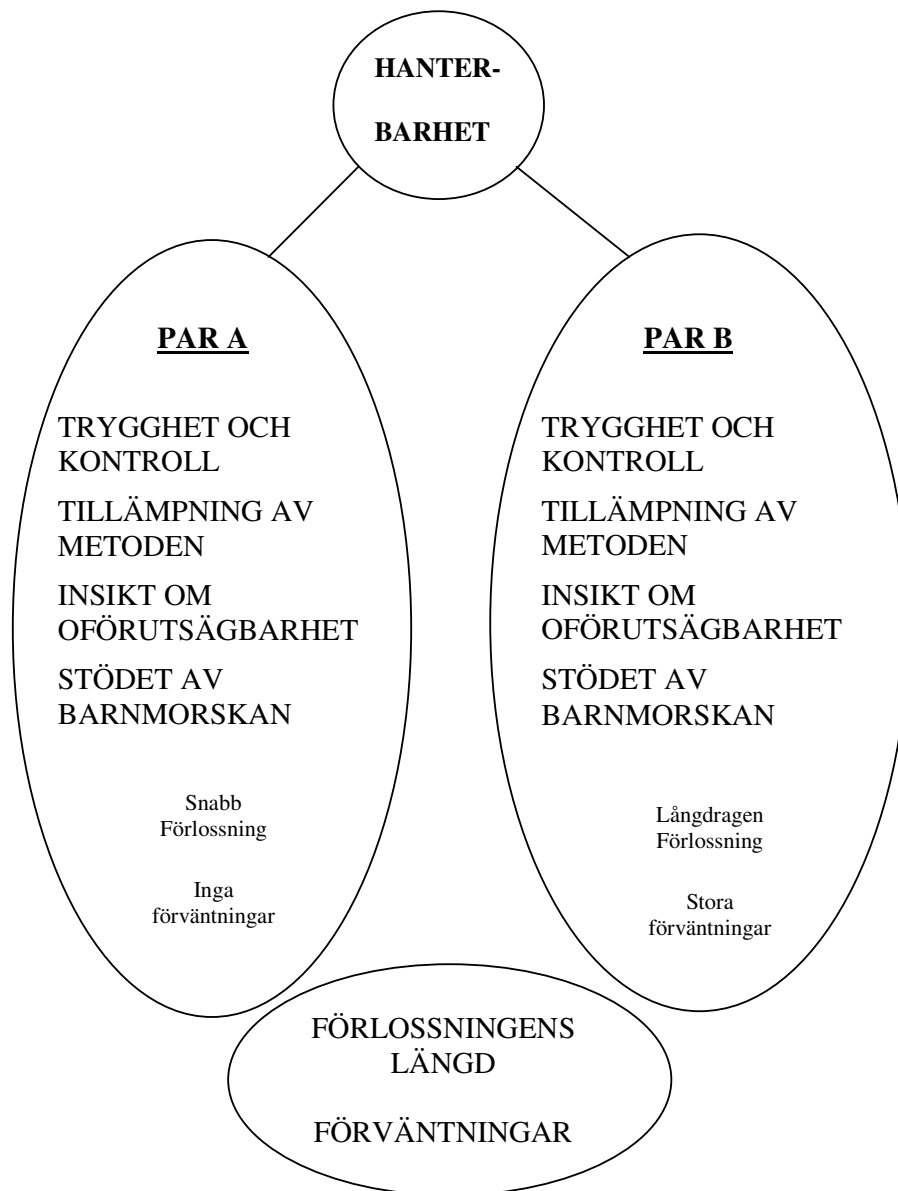 HANTER-
BARHET
PAR A
TRYGGHET OCH
KONTROLL
TILLÄMPNING AV
METODEN
INSIKT OM
OFÖRUTSÄGBARHET
STÖDET AV
BARNMORSKAN
Snabb
Förlossning
Inga
förväntningar
PAR B
TRYGGHET OCH
KONTROLL
TILLÄMPNING AV
METODEN
INSIKT OM
OFÖRUTSÄGBARHET
STÖDET AV
BARNMORSKAN
Långdragen
Förlossning
Stora
förväntningar
FÖRLOSSNINGENS
LÄNGD
FÖRVÄNTNINGAR